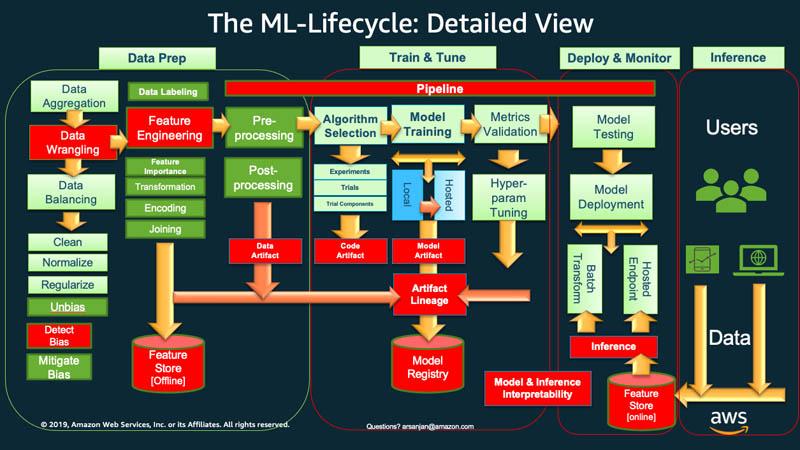 The ML-Lifecycle: Detailed View
Data Prep
Train & Tune
Deploy & Monitor
Inference
Pipeline
Data
Aggregation
Data
Wrangling
Data
Balancing
Clean
Normalize
Regularize
Unbias
Detect
Bias
Mitigate
Bias
Data Labeling
Feature
Engineering
Feature
Importance
Transformation
Encoding
Joining
Feature
Store
[Offline]
Pre-
processing
Post-
processing
Data
Artifact
Algorithm
Selection
Experiments
Trials
Trial Components
Code
Artifact
Model
Training
Local
Hosted
Model
Artifact
Artifact
Lineage
Model
Registry
Metrics
Validation
Hyper-
param
Tuning
Model & Inference
Interpretability
Model
Testing
Model
Deployment
Batch
Transform
Hosted
Endpoint
Inference
Feature
Store
[online]
Users
Data
aws
© 2019, Amazon Web Services, Inc. or its Affiliates. All rights reserved.
Questions? arsanjan@amazon.com